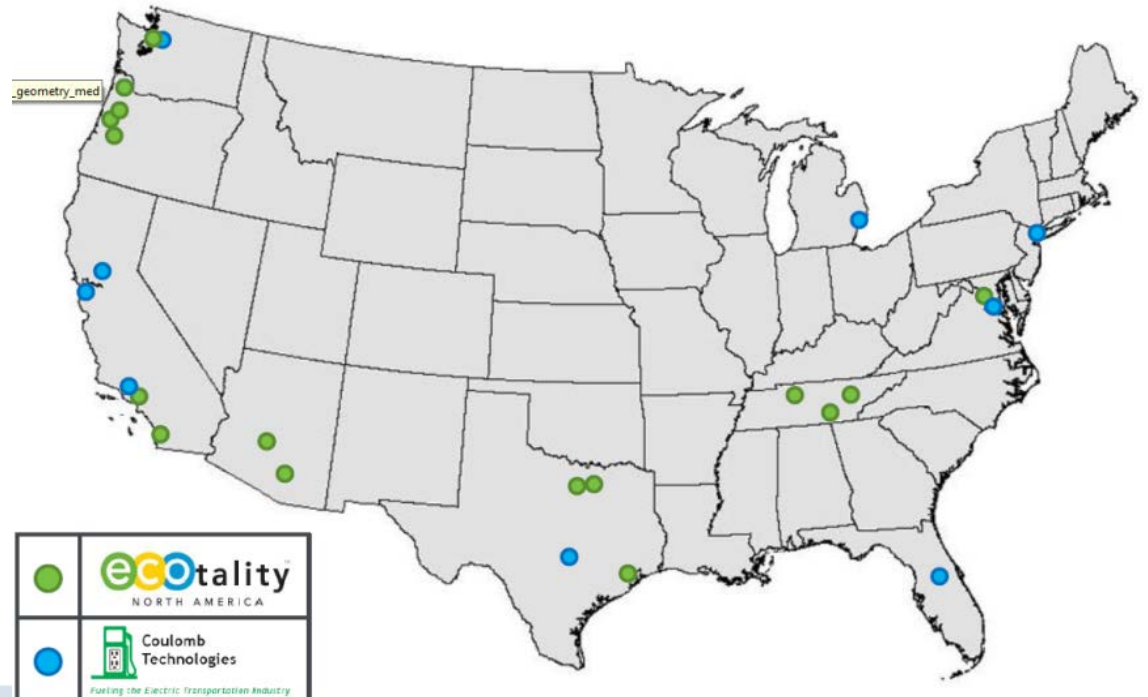 _geometry_med
ecotality
NORTH AMERICA
Coulomb
Technologies
Fueling the Electric Transportation Industry